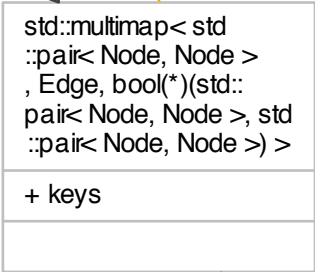 std::multimap< std
::pair< Node, Node >
, Edge, bool(*)(std::
pair< Node, Node >, std
::pair< Node, Node >) >
+ keys